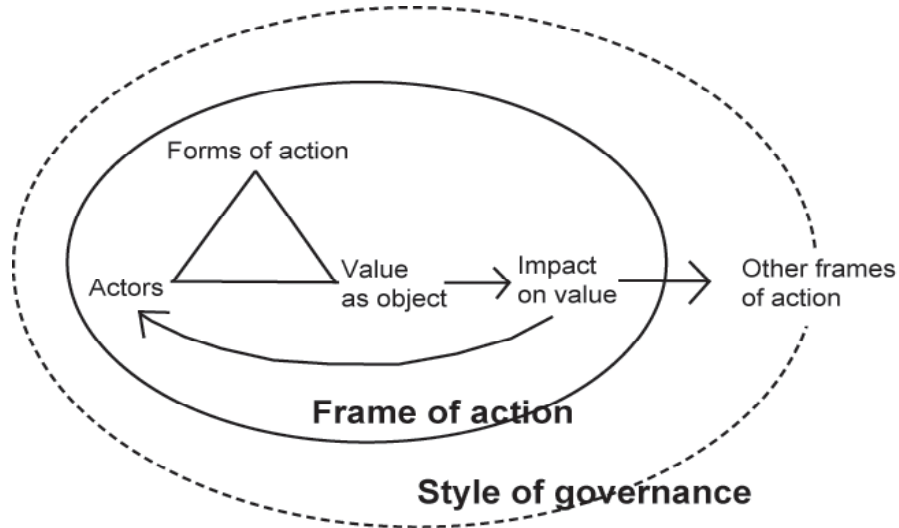 Forms of action
Actors
Value
as object
Impact
on value
Other frames
of action
Frame of action
Style of governance